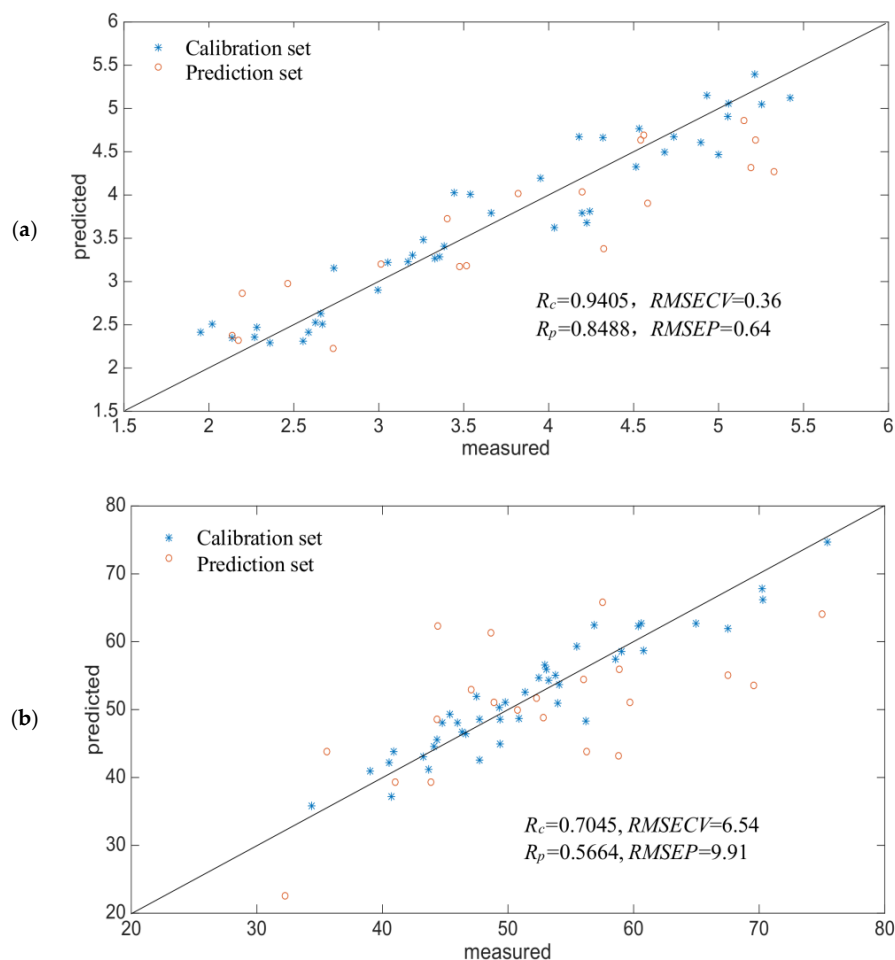 (a)
predicted
6
5.5
5
4.5
4
3.5
3
2.5
2
1.5
Calibration set
Prediction set
Rc=0.9405，RMSECV=0.36
Rp=0.8488，RMSEP=0.64
1.5 2 2.5 3 3.5 4 4.5 5 5.5 6
measured
(b)
predicted
80
70
60
50
40
30
20
Calibration set
Prediction set
Rc=0.7045, RMSECV=6.54
Rp=0.5664, RMSEP=9.91
20 30 40 50 60 70 80
measured